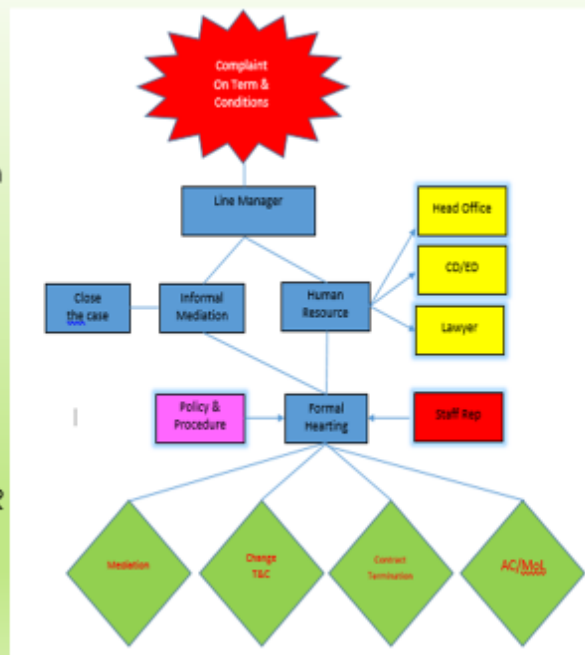 Complaint
On Term &
Conditions
Line Manager
Head Office
CD/ED
Lawyer
Close
the case
Informal
Mediation
Human
Resource
Policy &
Procedure
Formal
Hearting
Staff Rep
Mediation
Change
T&C
Contract
Termination
AC/MoL